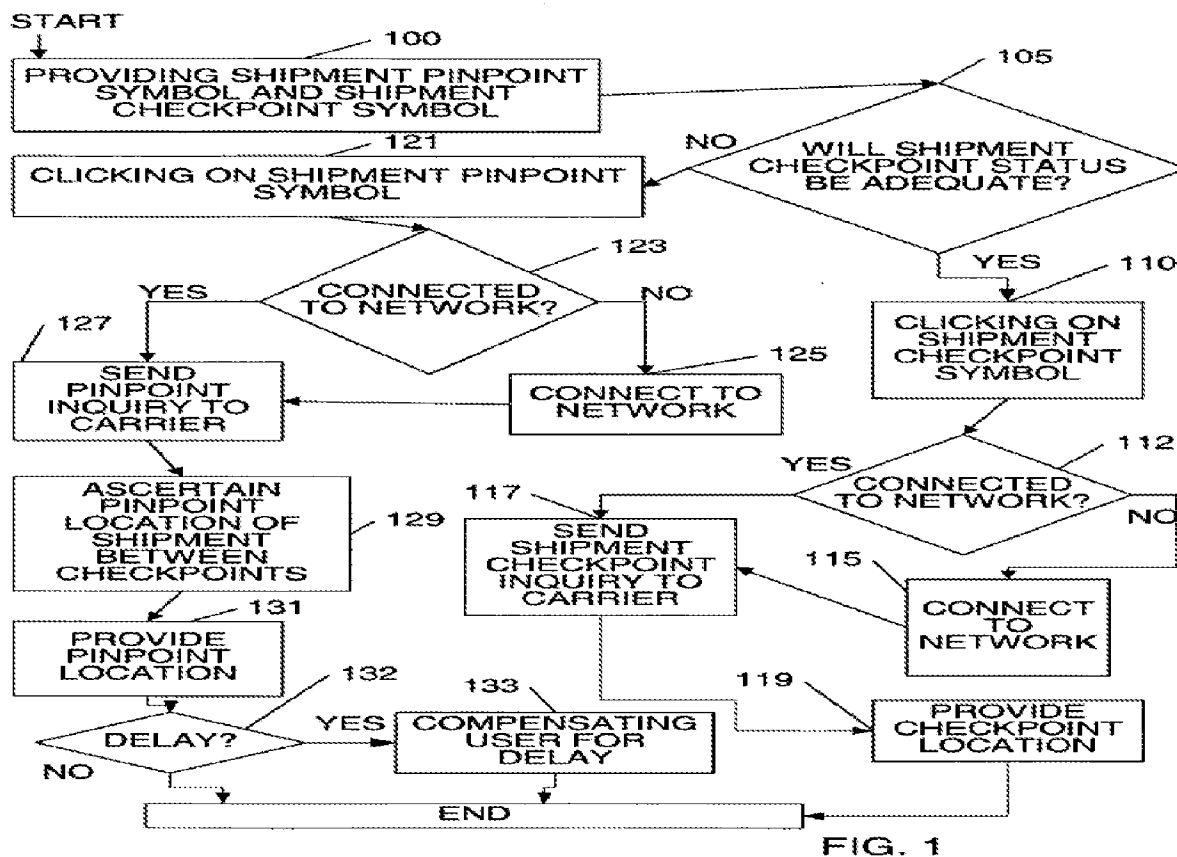 START
100
PROVIDING SHIPMENT PINPOINT
SYMBOL AND SHIPMENT
CHECKPOINT SYMBOL
105
WILL SHIPMENT
CHECKPOINT STATUS
BE ADEQUATE?
NO
121
CLICKING ON SHIPMENT PINPOINT
SYMBOL
YES
110
CLICKING ON
SHIPMENT
CHECKPOINT
SYMBOL
123
CONNECTED
TO NETWORK?
YES
NO
127
SEND
PINPOINT
INQUIRY TO
CARRIER
125
CONNECT TO
NETWORK
112
CONNECTED
TO NETWORK?
YES
NO
117
SEND
SHIPMENT
CHECKPOINT
INQUIRY TO
CARRIER
115
CONNECT
TO
NETWORK
ASCERTAIN
PINPOINT
LOCATION OF
SHIPMENT
BETWEEN
CHECKPOINTS
129
131
PROVIDE
PINPOINT
LOCATION
132
DELAY?
YES
NO
133
COMPENSATING
USER FOR
DELAY
119
PROVIDE
CHECKPOINT
LOCATION
END
FIG. 1